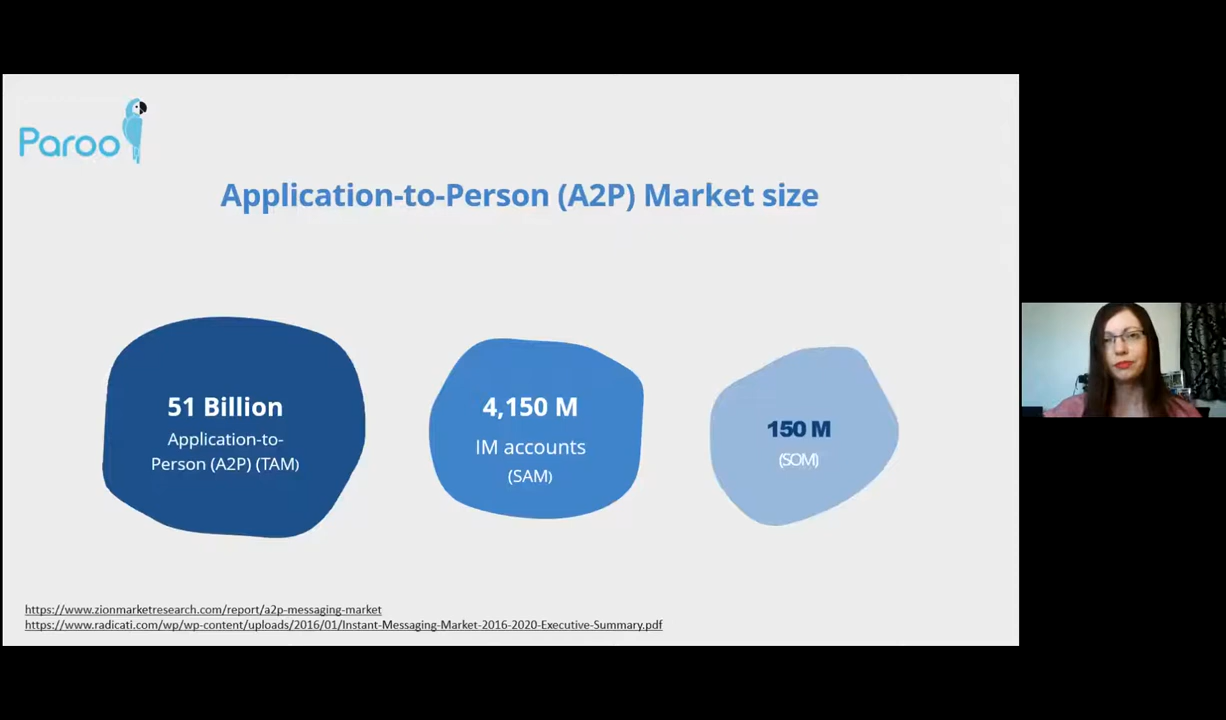 Paroo
Application-to-Person (A2P) Market size
51 Billion
Application-to-
Person (A2P) (TAM)
4,150 M
IM accounts
(SAM)
150 M
(SOM)
https://www.zionmarketresearch.com/report/a2p-messaging-market
https://www.radicati.com/wp/wp-content/uploads/2016/01/Instant-Messaging-Market-2016-2020-Executive-Summary.pdf